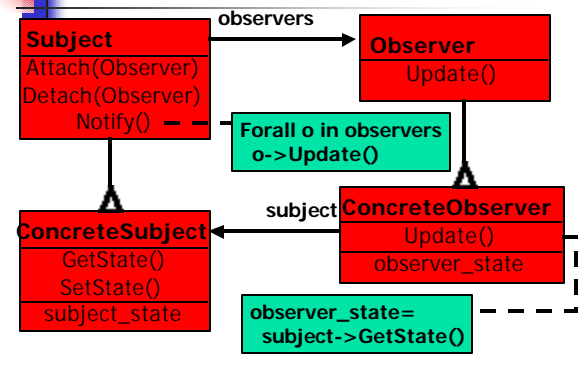 observers
Subject
Attach(Observer)
Detach(Observer)
Notify()
Observer
Update()
Forall o in observers
o->Update()
subject
ConcreteSubject
GetState()
SetState()
subject_state
ConcreteObserver
Update()
observer_state
observer_state=
subject->GetState()